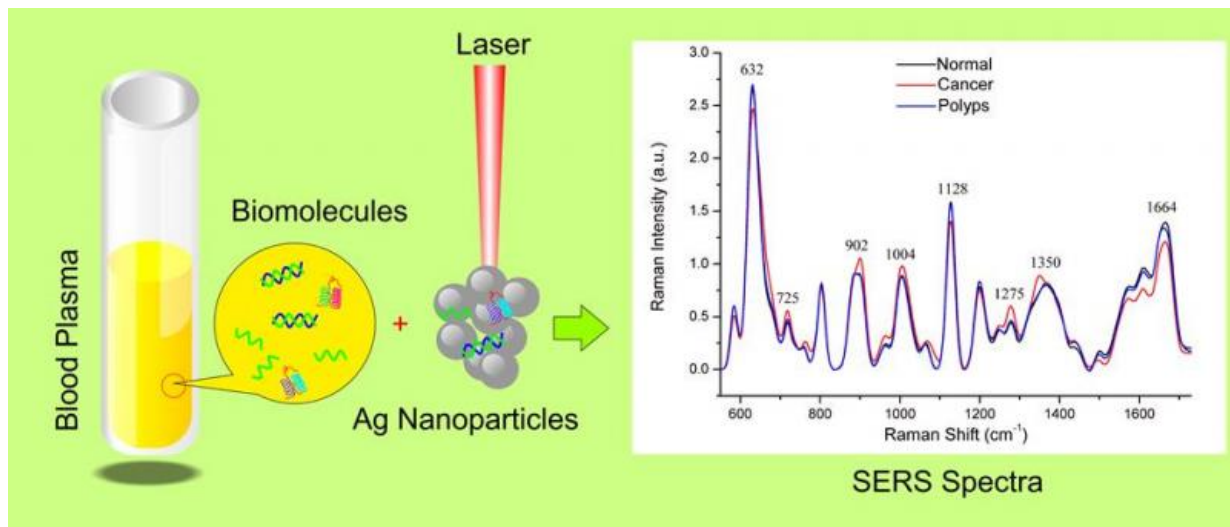 Blood Plasma
Biomolecules
+
Laser
Ag Nanoparticles
Normal
Cancer
Polyps
632
725
902
1004
1128
1275
1350
1664
3.0
2.5
2.0
1.5
1.0
0.5
0.0
Raman Intensity (a.u.)
600 800 1000 1200 1400 1600
Raman Shift (cm⁻¹)
SERS Spectra